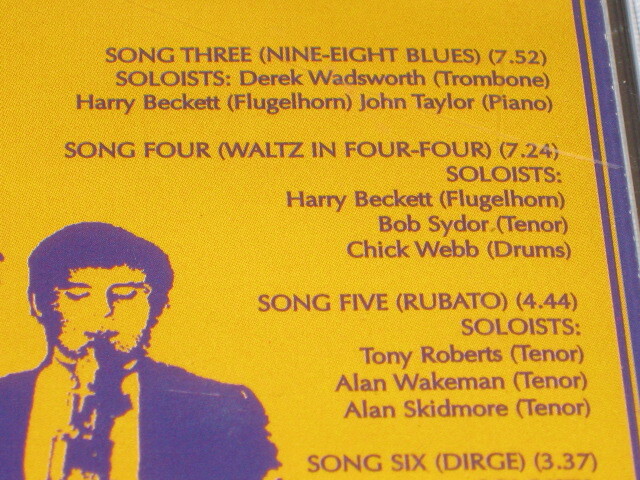 SONG THREE (NINE-EIGHT BLUES) (7.52)
SOLOISTS: Derek Wadsworth (Trombone)
Harry Beckett (Flugelhorn) John Taylor (Piano)
SONG FOUR (WALTZ IN FOUR-FOUR) (7.24)
SOLOISTS:
Harry Beckett (Flugelhorn)
Bob Sydor (Tenor)
Chick Webb (Drums)
SONG FIVE (RUBATO) (4.44)
SOLOISTS:
Tony Roberts (Tenor)
Alan Wakeman (Tenor)
Alan Skidmore (Tenor)
SONG SIX (DIRGE) (3.37)